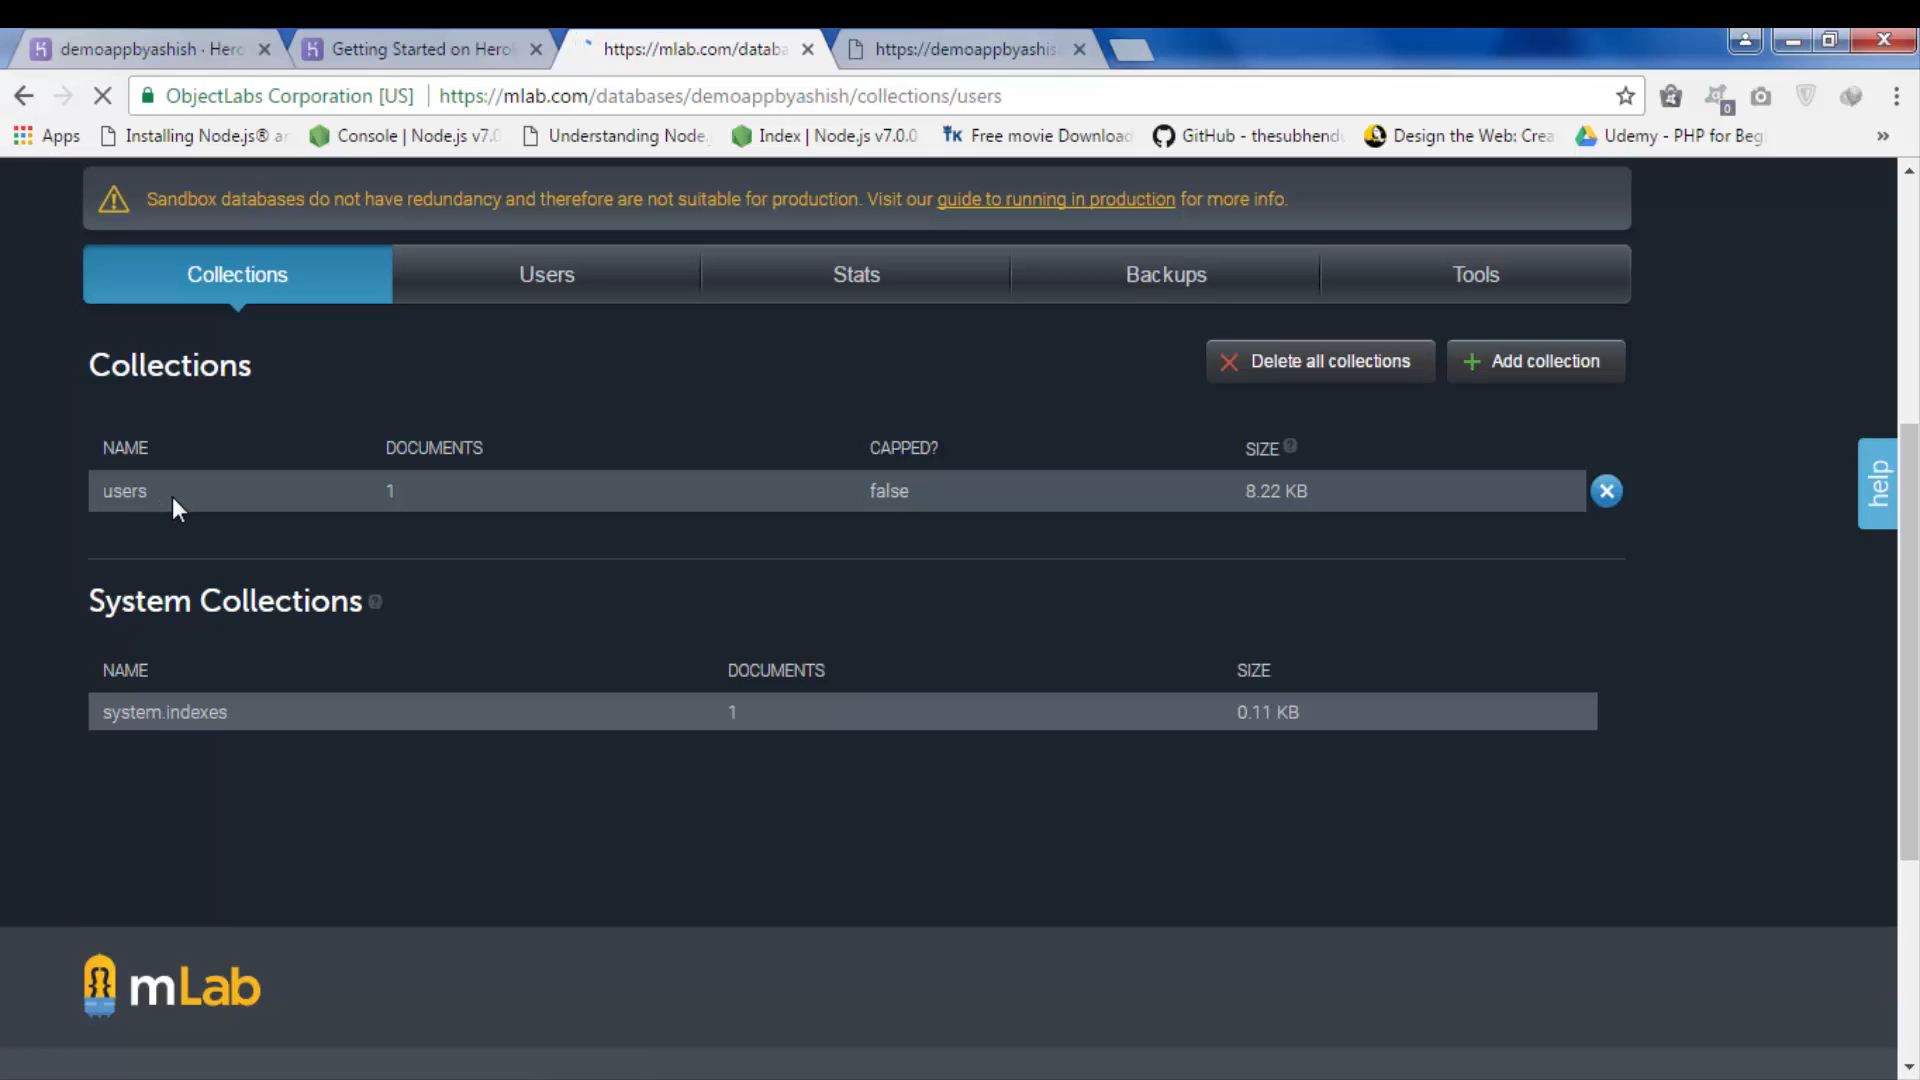 demoappbyashish · Hero
Getting Started on Hero
https://mlab.com/databa
https://demoappbyashis
ObjectLabs Corporation [US]
https://mlab.com/databases/demoappbyashish/collections/users
0
Apps
Installing Node.js® a
Console | Node.js v7.0
Understanding Node.
Index | Node.js v7.0.0
TK Free movie Download
GitHub - thesubhend
Design the Web: Crea
Udemy - PHP for Beg
»
Sandbox databases do not have redundancy and therefore are not suitable for production. Visit our guide to running in production for more info.
Collections
Users
Stats
Backups
Tools
Collections
Delete all collections
Add collection
NAME
DOCUMENTS
CAPPED?
SIZE ?
users
1
false
8.22 KB
help
System Collections ?
NAME
DOCUMENTS
SIZE
system.indexes
1
0.11 KB
mLab